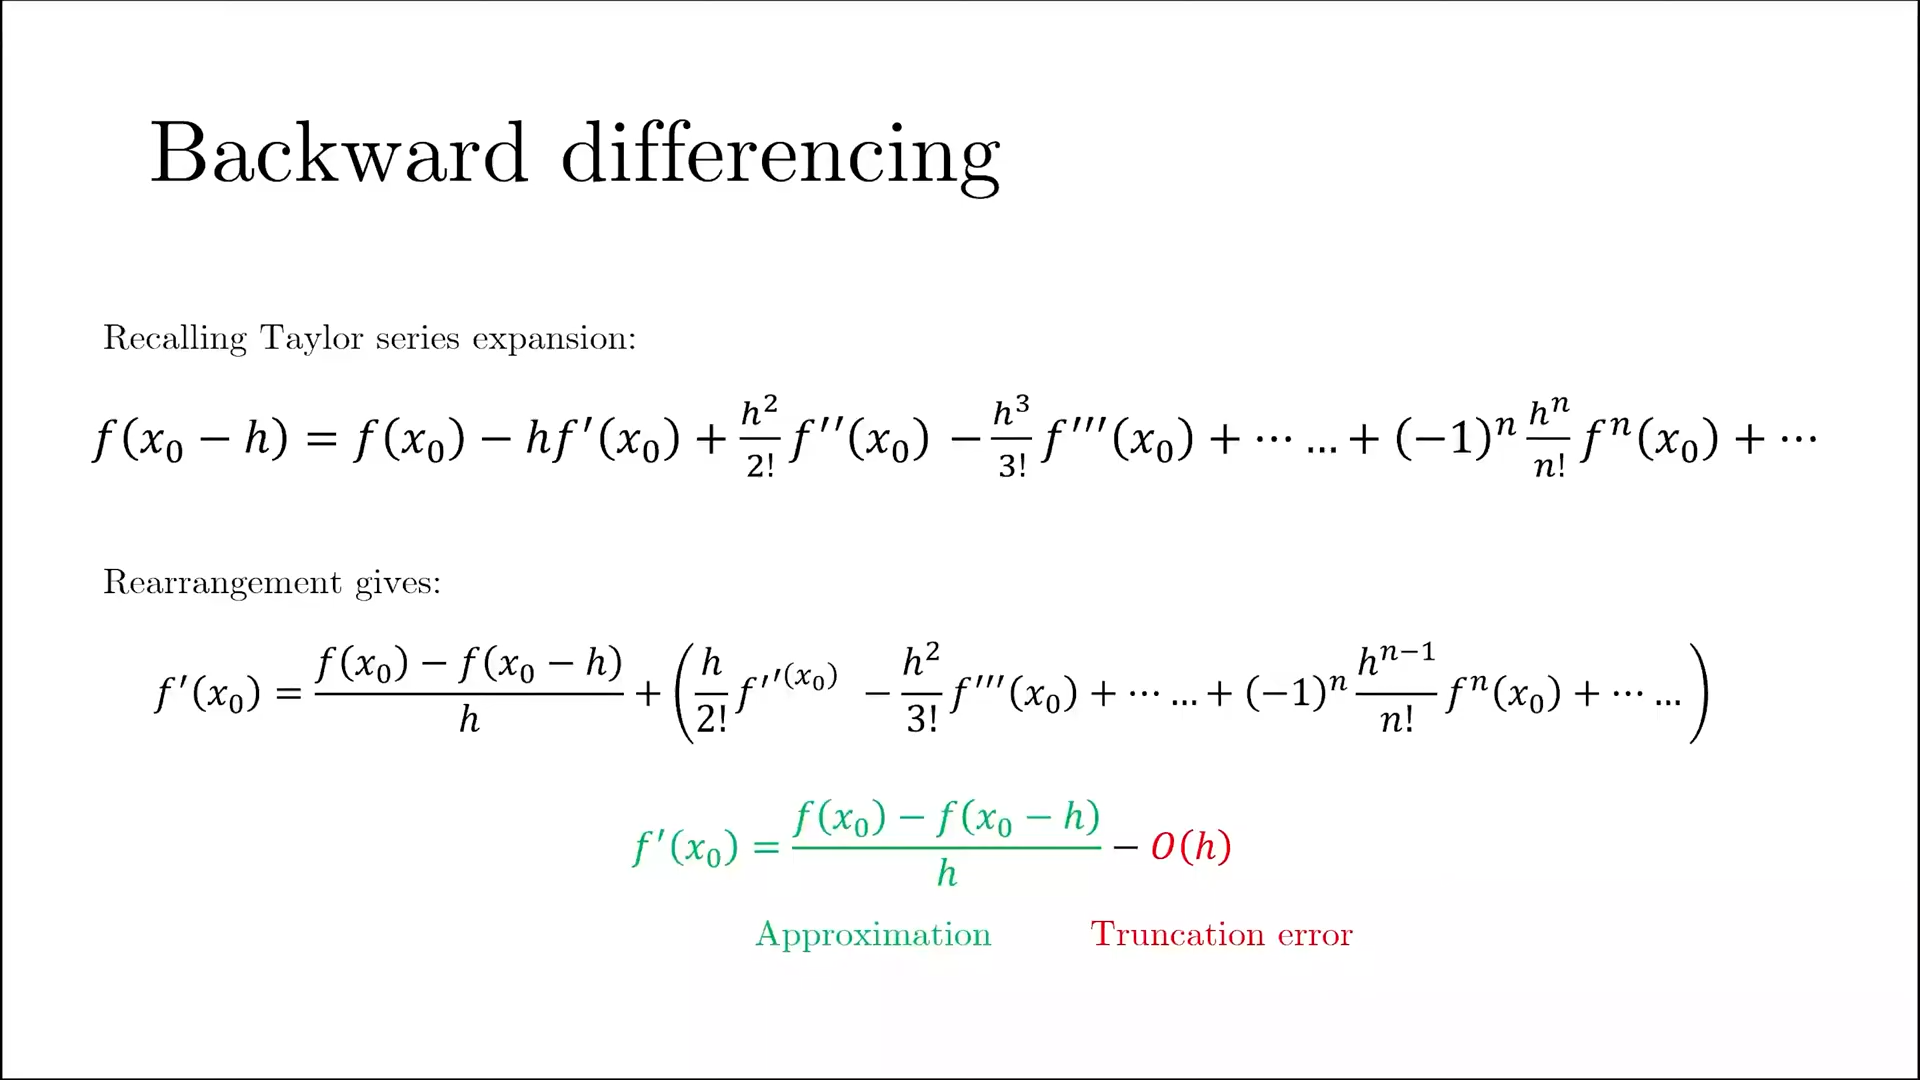 Backward differencing
Recalling Taylor series expansion:
f(x₀ − h) = f(x₀) − hf′(x₀) + h²/2! f′′(x₀) − h³/3! f′′′(x₀) + ⋯ … + (−1)ⁿ hⁿ/n! fⁿ(x₀) + ⋯
Rearrangement gives:
f′(x₀) = (f(x₀) − f(x₀ − h))/h + (h/2! f′′⁽ˣ₀⁾ − h²/3! f′′′(x₀) + ⋯ … + (−1)ⁿ hⁿ⁻¹/n! fⁿ(x₀) + ⋯ …)
f′(x₀) = (f(x₀) − f(x₀ − h))/h − O(h)
Approximation Truncation error